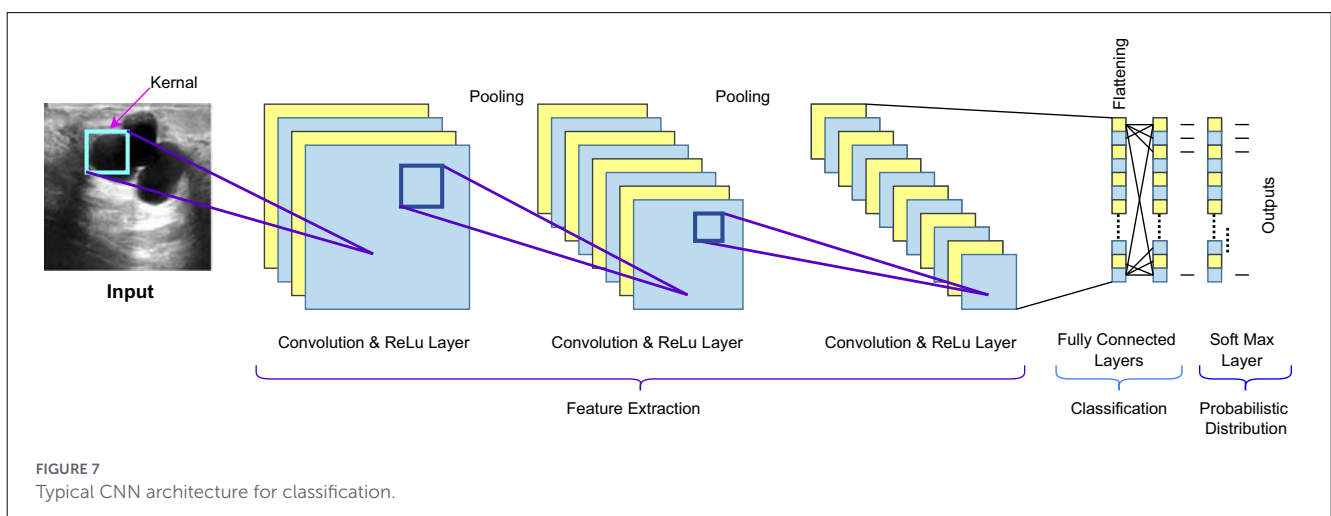 Kernal
Input
Pooling
Pooling
Flattening
Outputs
Convolution & ReLu Layer
Convolution & ReLu Layer
Convolution & ReLu Layer
Fully Connected
Layers
Soft Max
Layer
Feature Extraction
Classification
Probabilistic
Distribution
FIGURE 7
Typical CNN architecture for classification.